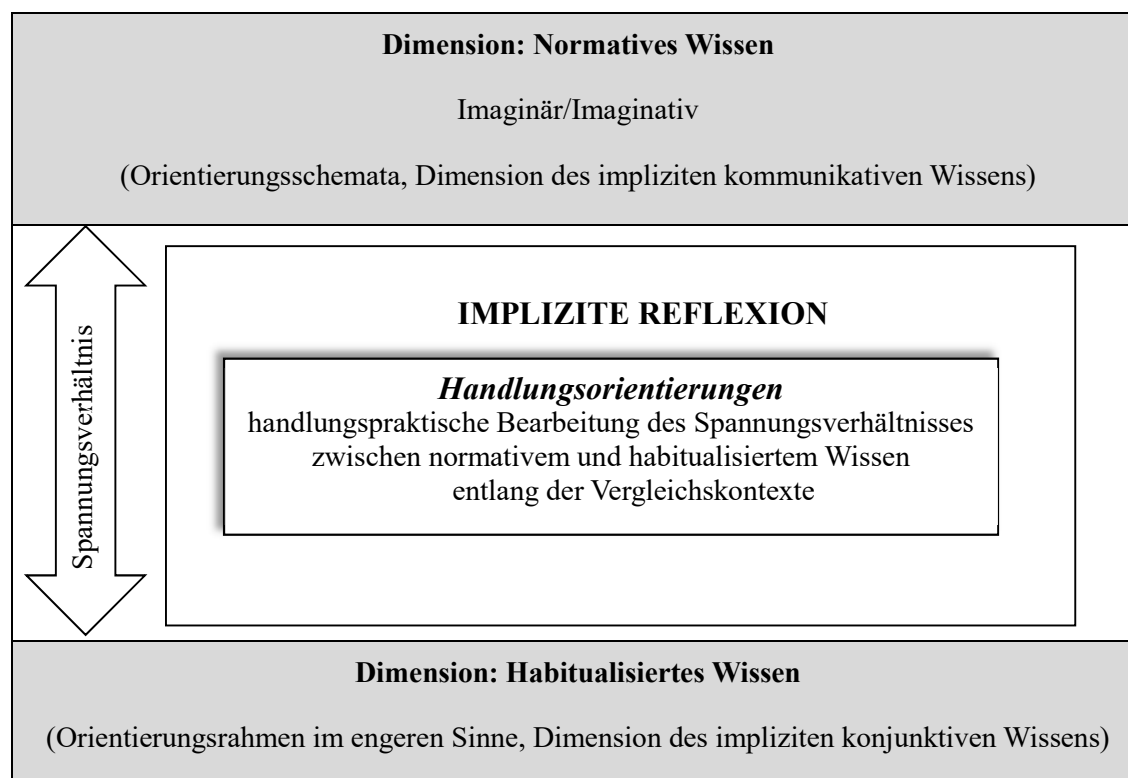 Dimension: Normatives Wissen
Imaginär/Imaginativ
(Orientierungsschemata, Dimension des impliziten kommunikativen Wissens)
Spannungsverhältnis
IMPLIZITE REFLEXION
Handlungsorientierungen
handlungspraktische Bearbeitung des Spannungsverhältnisses
zwischen normativem und habitualisiertem Wissen
entlang der Vergleichskontexte
Dimension: Habitualisiertes Wissen
(Orientierungsrahmen im engeren Sinne, Dimension des impliziten konjunktiven Wissens)